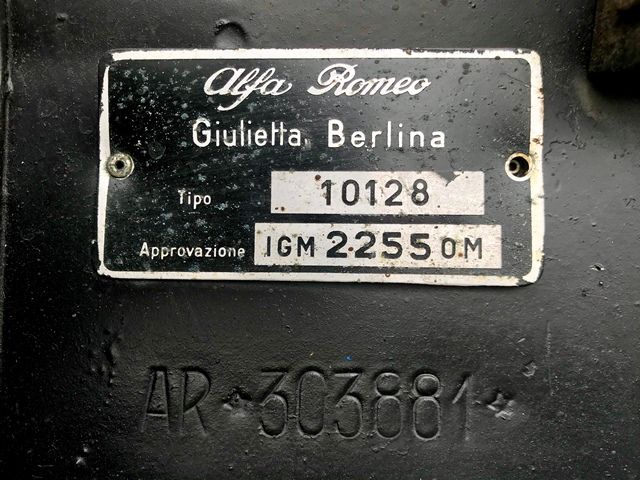 Alfa Romeo
Giulietta Berlina
Tipo 10128
Approvazione IGM 2255 OM
AR *303881*